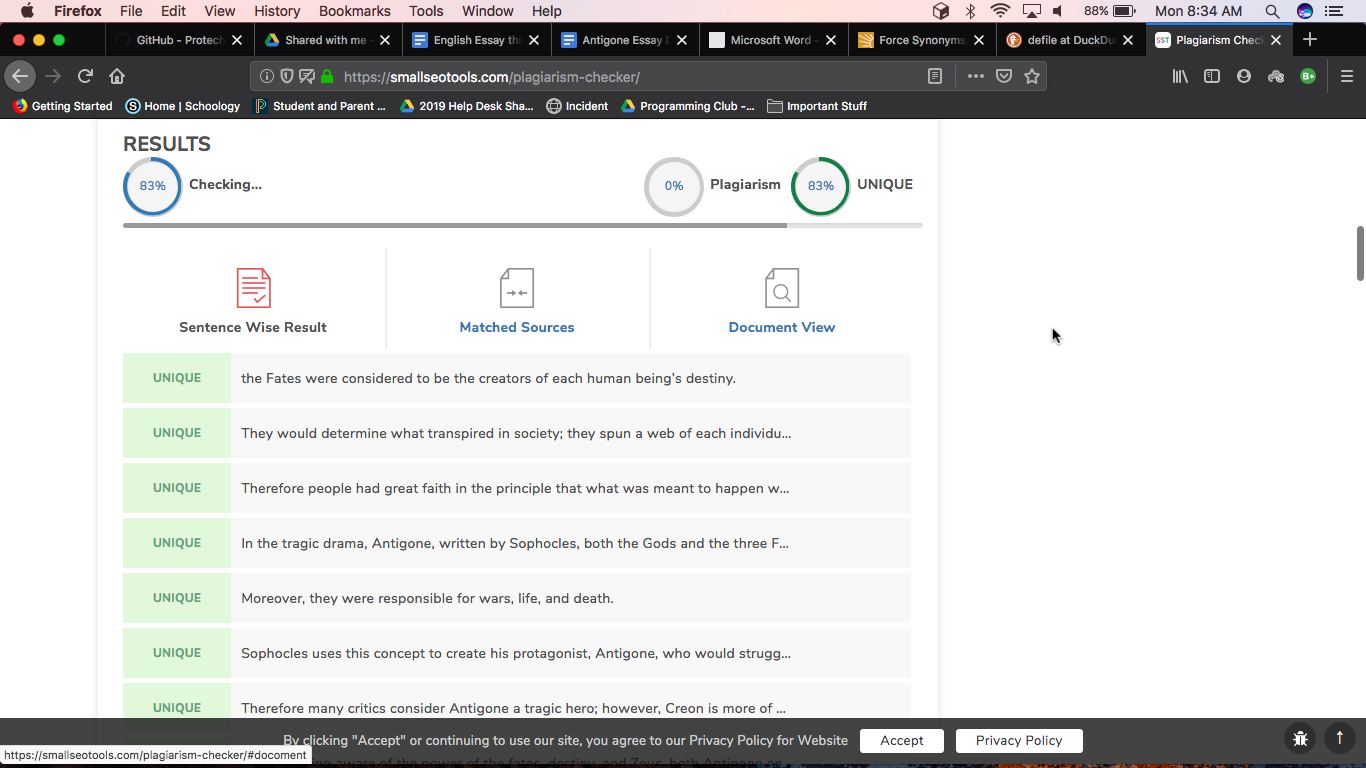 Firefox File Edit View History Bookmarks Tools Window Help 88% Mon 8:34 AM
GitHub - Protech Shared with me - English Essay thi Antigone Essay D Microsoft Word - Force Synonyms, defile at DuckDu SST Plagiarism Check
https://smallseotools.com/plagiarism-checker/ B+
Getting Started S Home | Schoology Student and Parent ... 2019 Help Desk Sha... Incident Programming Club -... Important Stuff
RESULTS
83% Checking... 0% Plagiarism 83% UNIQUE
Sentence Wise Result Matched Sources Document View
UNIQUE the Fates were considered to be the creators of each human being's destiny.
UNIQUE They would determine what transpired in society; they spun a web of each individu...
UNIQUE Therefore people had great faith in the principle that what was meant to happen w...
UNIQUE In the tragic drama, Antigone, written by Sophocles, both the Gods and the three F...
UNIQUE Moreover, they were responsible for wars, life, and death.
UNIQUE Sophocles uses this concept to create his protagonist, Antigone, who would strugg...
UNIQUE Therefore many critics consider Antigone a tragic hero; however, Creon is more of ...
By clicking "Accept" or continuing to use our site, you agree to our Privacy Policy for Website Accept Privacy Policy
https://smallseotools.com/plagiarism-checker/#docoment
aware of the power of the fates, destiny, and Zeus, both Antigone an